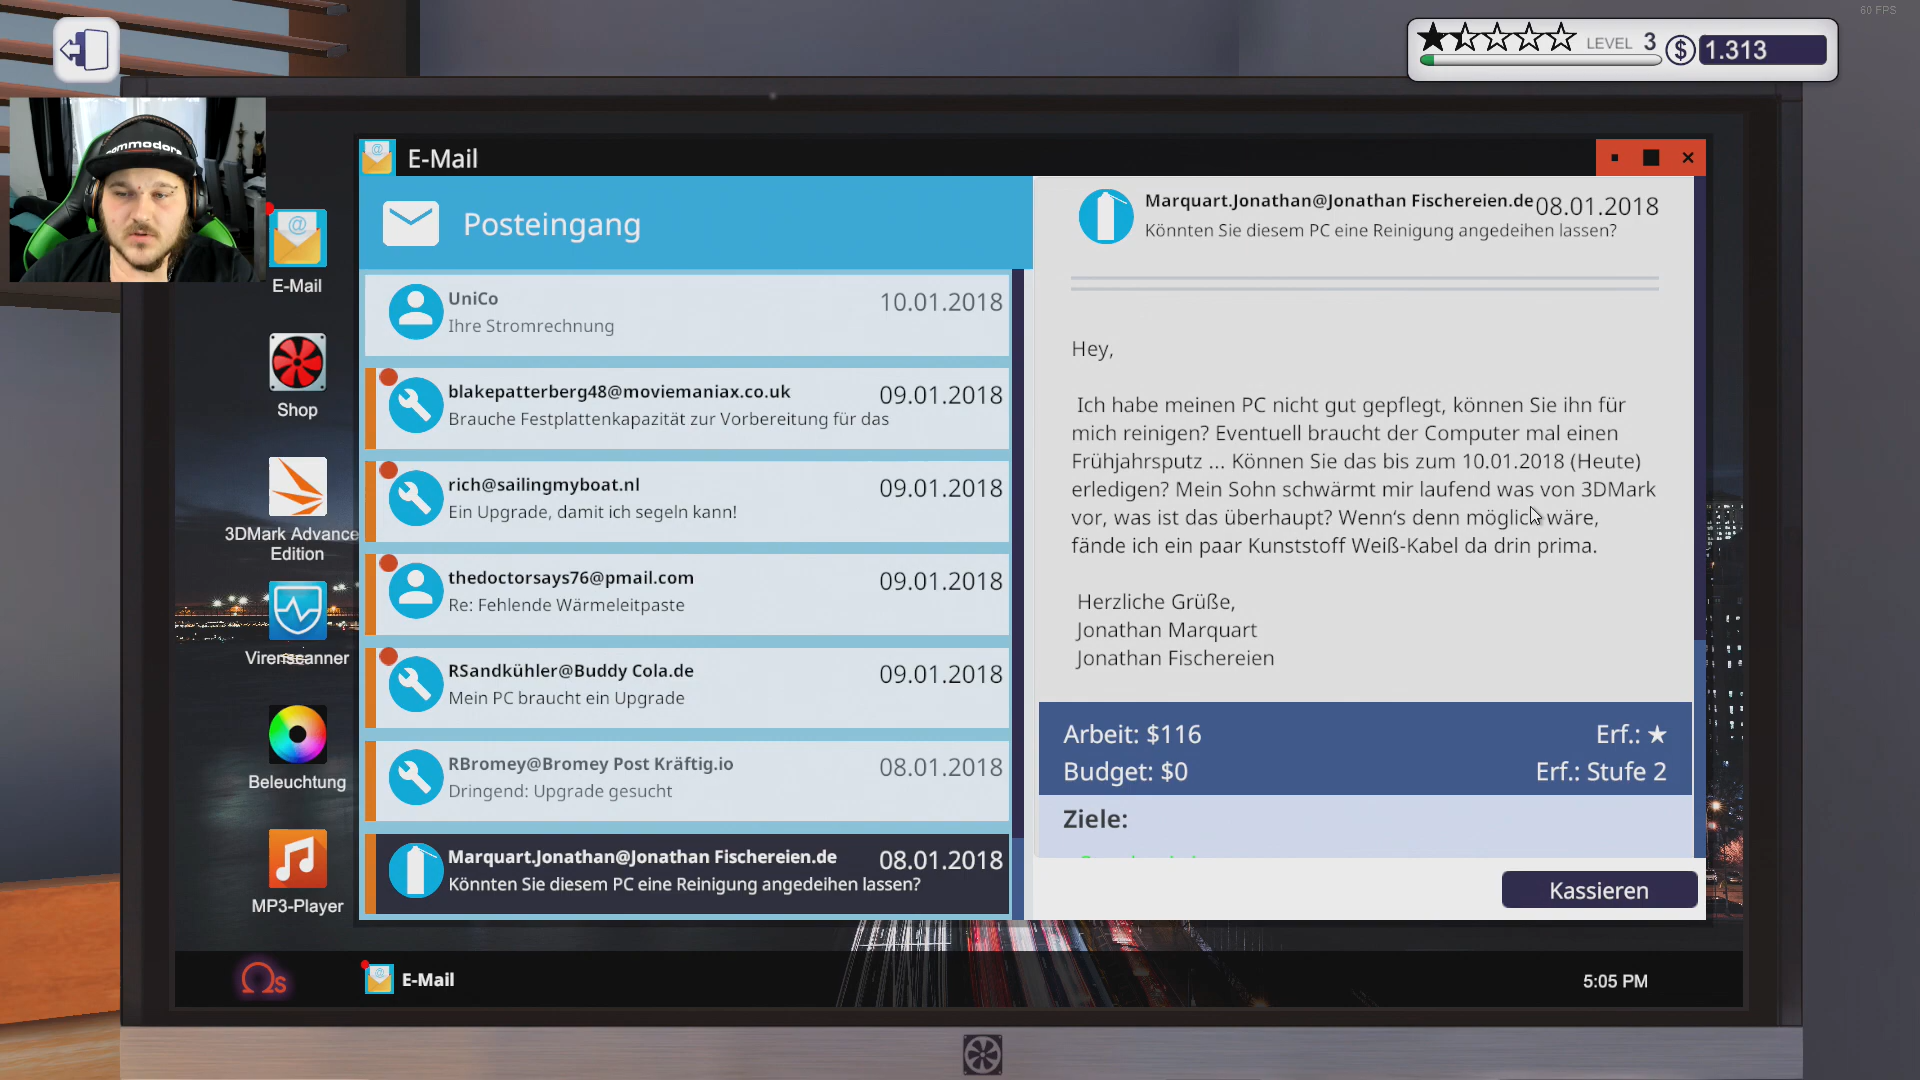 60 FPS
LEVEL 3
$ 1.313
commodore
E-Mail
E-Mail
Shop
3DMark Advance
Edition
Virenscanner
Beleuchtung
MP3-Player
Posteingang
UniCo
10.01.2018
Ihre Stromrechnung
blakepatterberg48@moviemaniax.co.uk
09.01.2018
Brauche Festplattenkapazität zur Vorbereitung für das
rich@sailingmyboat.nl
09.01.2018
Ein Upgrade, damit ich segeln kann!
thedoctorsays76@pmail.com
09.01.2018
Re: Fehlende Wärmeleitpaste
RSandkühler@Buddy Cola.de
09.01.2018
Mein PC braucht ein Upgrade
RBromey@Bromey Post Kräftig.io
08.01.2018
Dringend: Upgrade gesucht
Marquart.Jonathan@Jonathan Fischereien.de
08.01.2018
Könnten Sie diesem PC eine Reinigung angedeihen lassen?
Marquart.Jonathan@Jonathan Fischereien.de
08.01.2018
Könnten Sie diesem PC eine Reinigung angedeihen lassen?
Hey,
Ich habe meinen PC nicht gut gepflegt, können Sie ihn für
mich reinigen? Eventuell braucht der Computer mal einen
Frühjahrsputz ... Können Sie das bis zum 10.01.2018 (Heute)
erledigen? Mein Sohn schwärmt mir laufend was von 3DMark
vor, was ist das überhaupt? Wenn's denn möglich wäre,
fände ich ein paar Kunststoff Weiß-Kabel da drin prima.
Herzliche Grüße,
Jonathan Marquart
Jonathan Fischereien
Arbeit: $116
Erf.: ★
Budget: $0
Erf.: Stufe 2
Ziele:
Kassieren
Ωs
E-Mail
5:05 PM